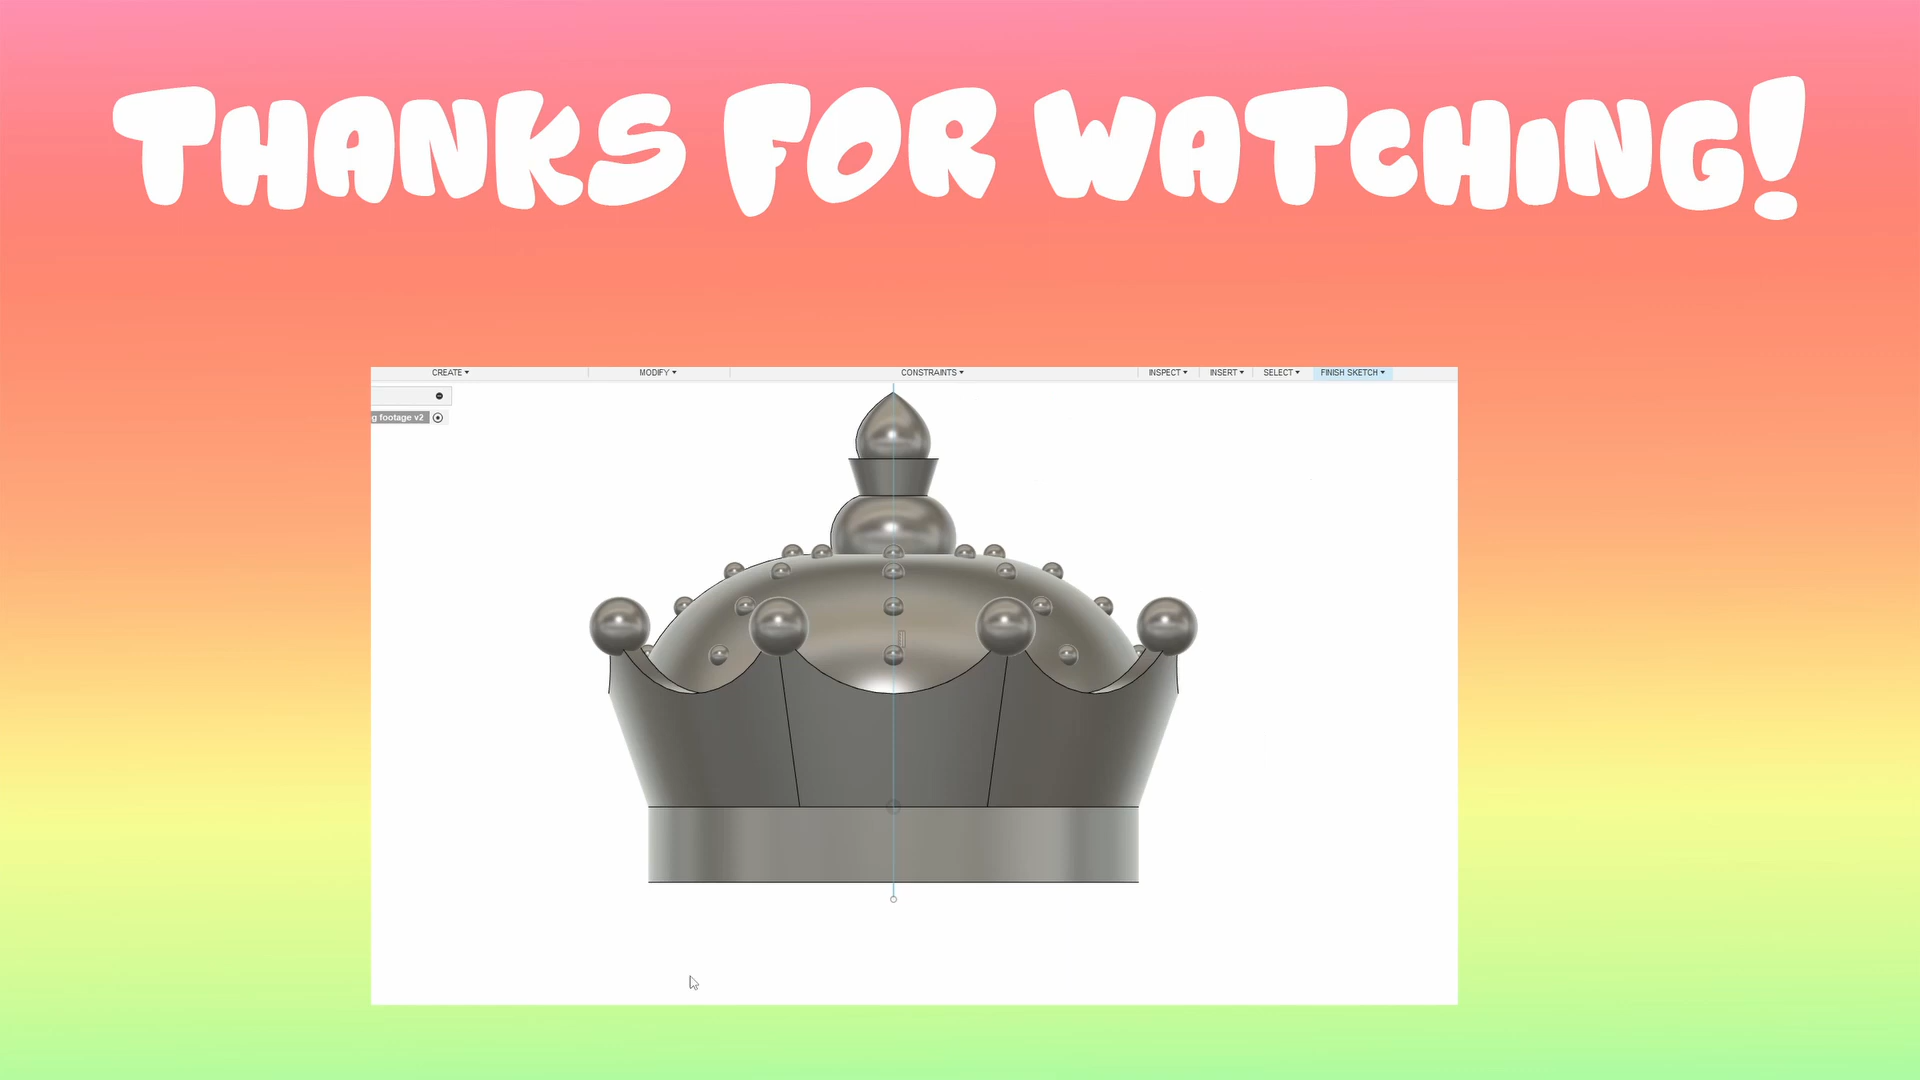 THANKS FOR WATCHING!
CREATE MODIFY CONSTRAINTS INSPECT INSERT SELECT FINISH SKETCH
g footage v2